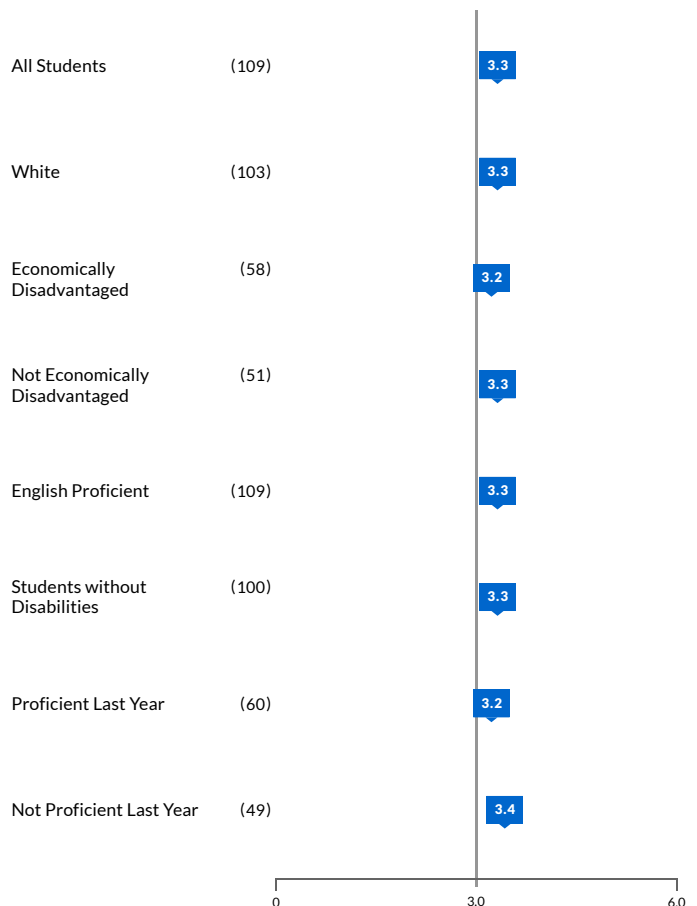 All Students (109) 3.3
White (103) 3.3
Economically (58) 3.2
Disadvantaged
Not Economically (51) 3.3
Disadvantaged
English Proficient (109) 3.3
Students without (100) 3.3
Disabilities
Proficient Last Year (60) 3.2
Not Proficient Last Year (49) 3.4
0 3.0 6.0